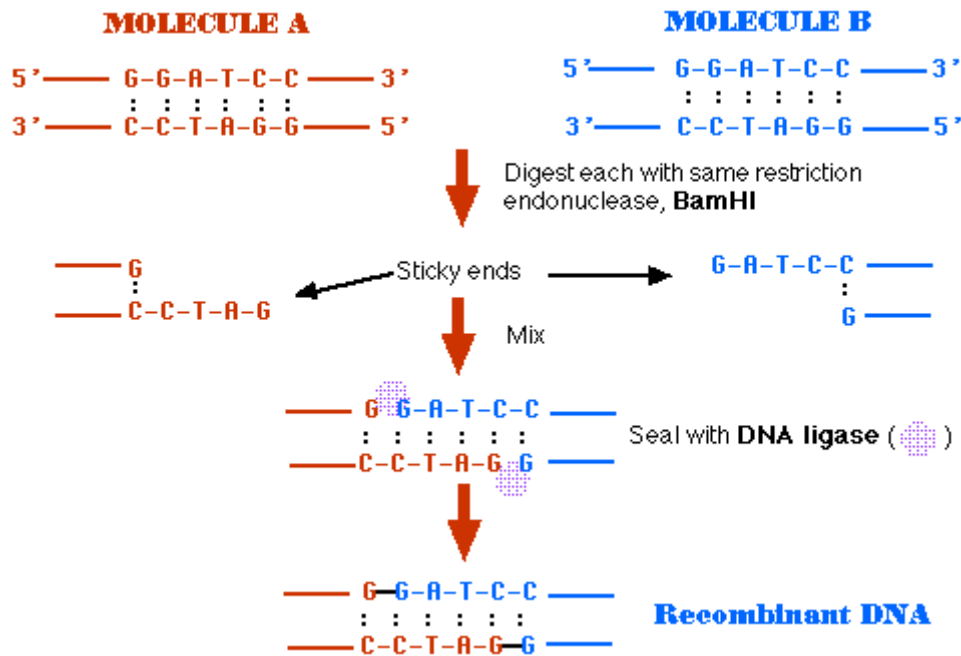 MOLECULE A
MOLECULE B
5’ G-G-A-T-C-C 3’
3’ C-C-T-A-G-G 5’
5’ G-G-A-T-C-C 3’
3’ C-C-T-A-G-G 5’
Digest each with same restriction
endonuclease, BamHI
G
C-C-T-A-G
Sticky ends
G-A-T-C-C
G
Mix
G G-A-T-C-C
C-C-T-A-G G
Seal with DNA ligase ( )
G-G-A-T-C-C
C-C-T-A-G-G
Recombinant DNA